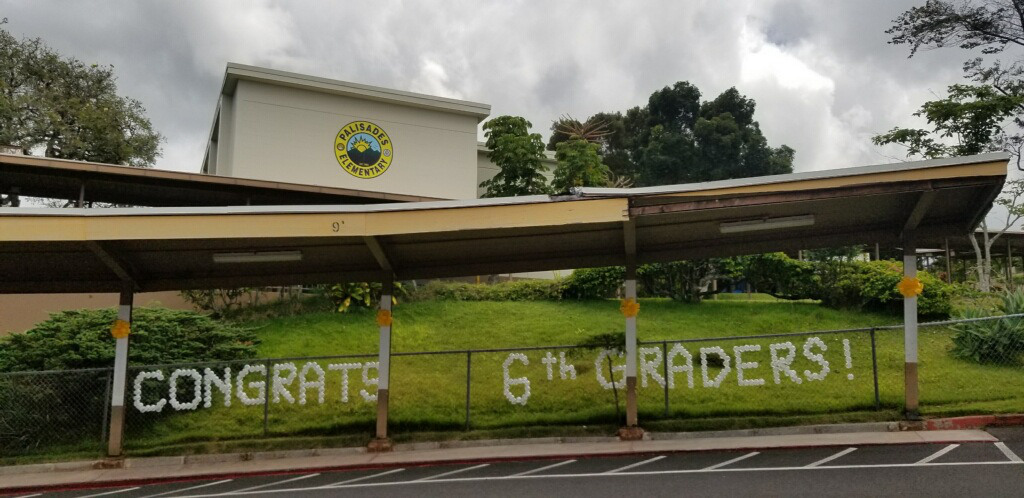 PALISADES
ELEMENTARY
9'
CONGRATS 6th GRADERS!